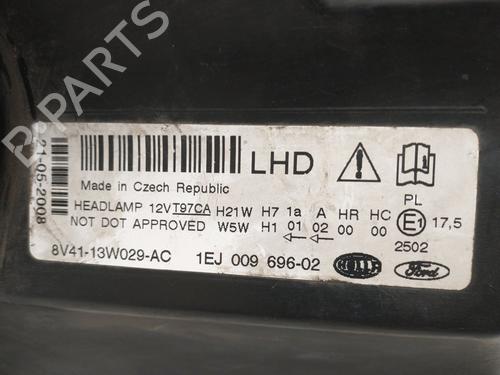 B-PARTS
21-05-2008
LHD
Made in Czech Republic
HEADLAMP 12V T97CA H21W H7 1a A HR HC
NOT DOT APPROVED W5W H1 01 02 00 00
PL
E1 17,5
2502
8V41-13W029-AC 1EJ 009 696-02 HELLA Ford